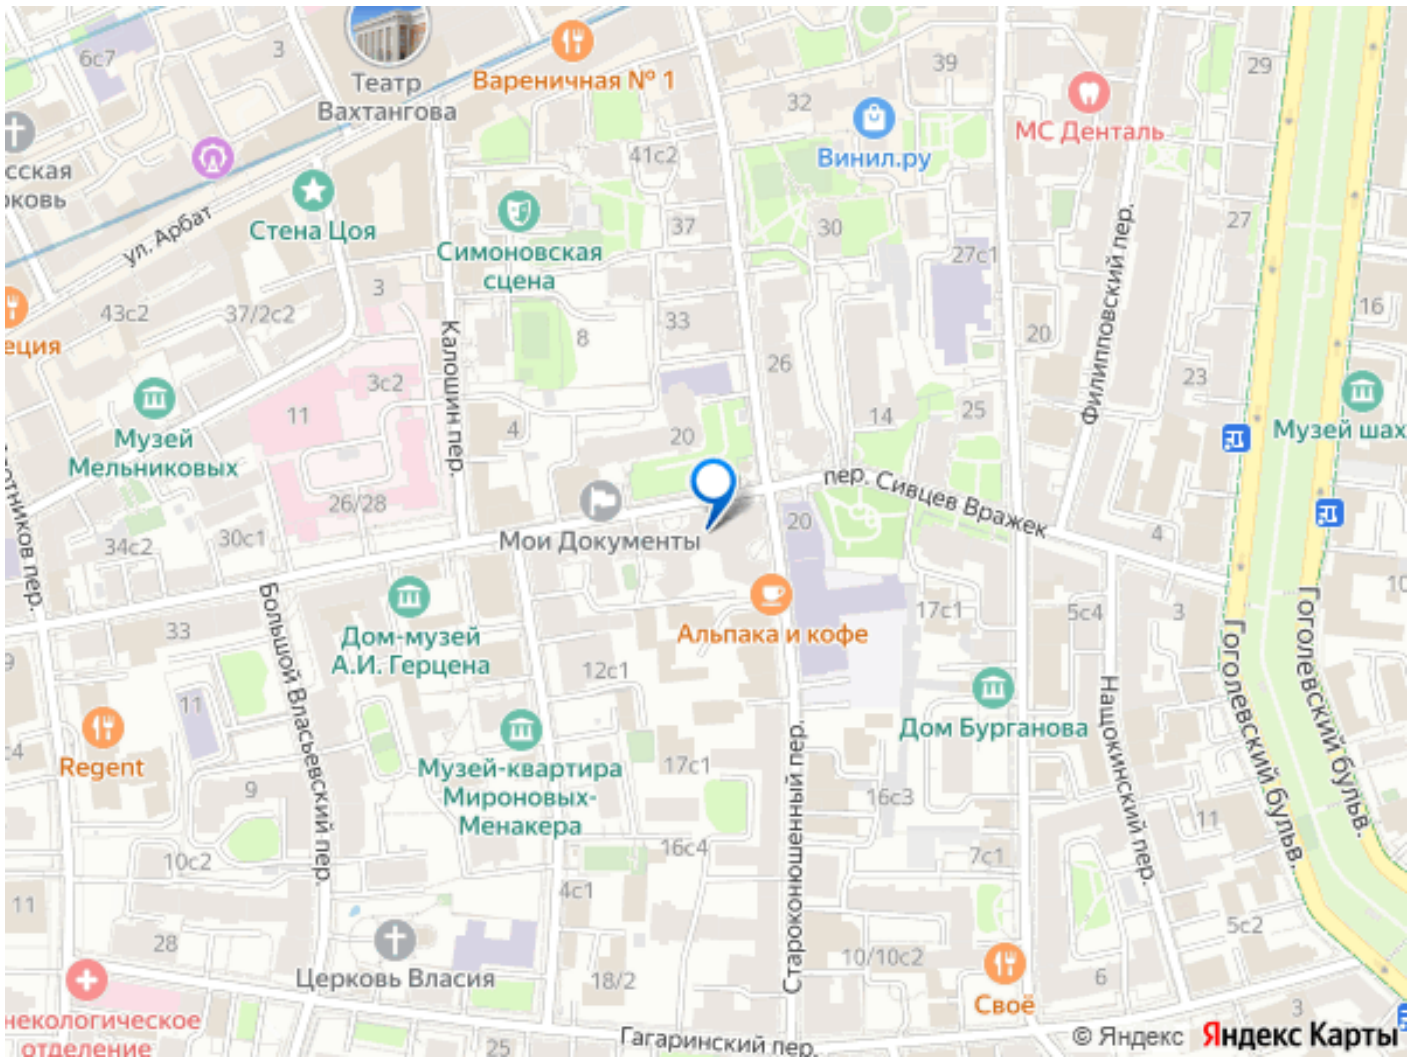 6с7
3
Театр
Вахтангова
Вареничная № 1
39
29
32
МС Денталь
Винил.ру
41с2
сская
Стена Цоя
ул. Арбат
37
Симоновская
сцена
30
27с1
27
Филипповский пер.
3
43с2
37/2с2
33
8
20
16
еция
Калошин пер.
26
3с2
23
11
4
14
25
Музей
Мельниковых
20
Музей шах
26/28
пер. Сивцев Вражек
20
34с2
30с1
Мои Документы
4
10
Большой Власьевский пер.
17с1
5с4
3
33
Дом-музей
А.И. Герцена
Альпака и кофе
Гоголевский бульв.
Гоголевский бульв.
9
12с1
11
Нащокинский пер.
Дом Бурганова
Regent
Музей-квартира
Мироновых-
Менакера
17с1
Староконюшенный пер.
9
16с3
11
10с2
16с4
7с1
4с1
11
5с2
28
Церковь Власия
18/2
10/10с2
6
Своё
3
некологическое
отделение
25
Гагаринский пер.
© Яндекс Яндекс Карты